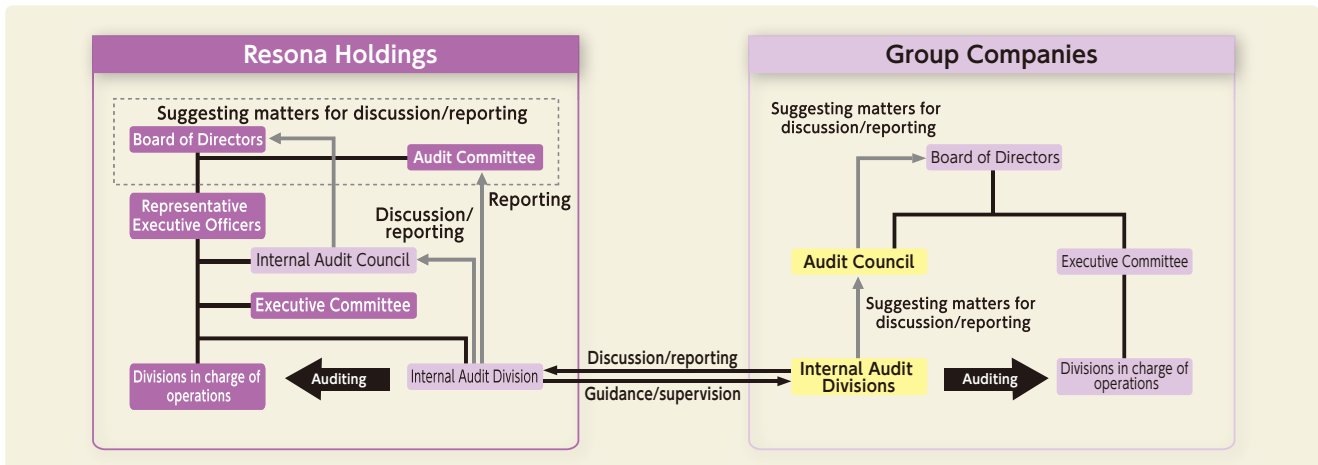 Resona Holdings
Suggesting matters for discussion/reporting
Board of Directors
Audit Committee
Representative
Executive Officers
Reporting
Discussion/
reporting
Internal Audit Council
Executive Committee
Divisions in charge of
operations
Auditing
Internal Audit Division
Discussion/reporting
Guidance/supervision
Group Companies
Suggesting matters for
discussion/reporting
Board of Directors
Audit Council
Executive Committee
Suggesting matters for
discussion/reporting
Internal Audit
Divisions
Auditing
Divisions in charge of
operations